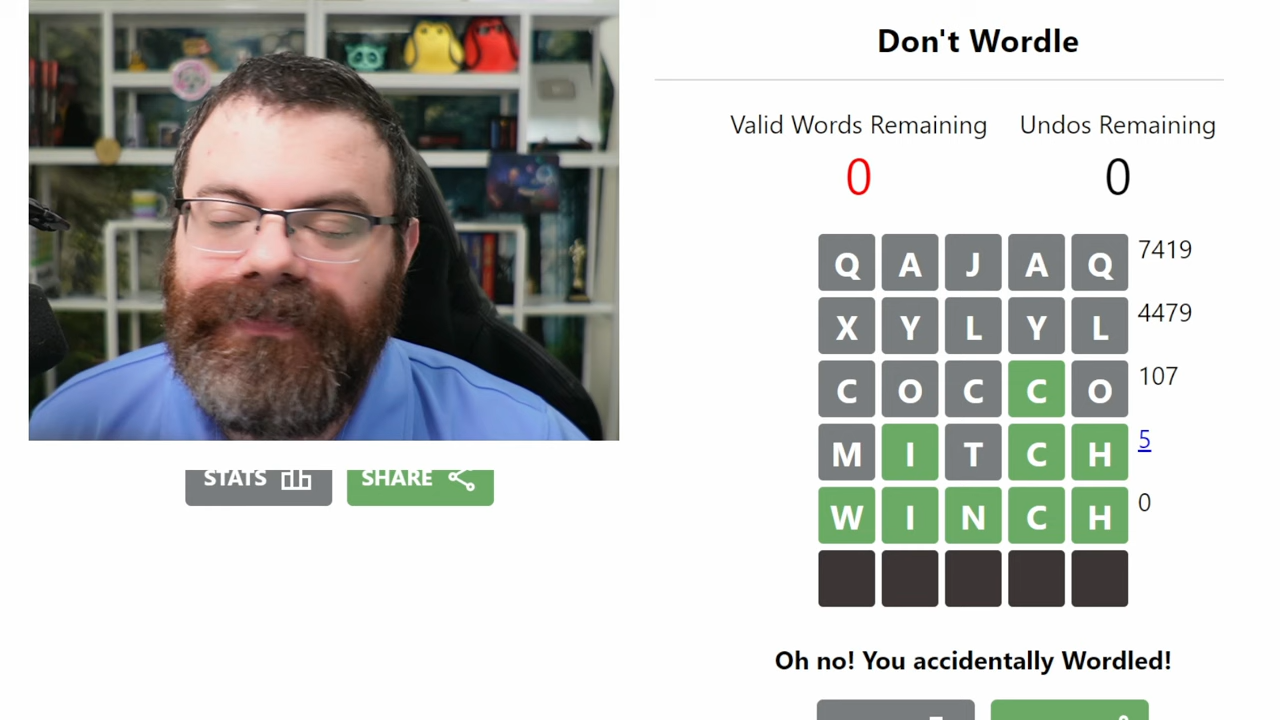 Don't Wordle
Valid Words Remaining Undos Remaining
0 0
Q A J A Q 7419
X Y L Y L 4479
C O C C O 107
M I T C H 5
W I N C H 0
STATS SHARE
Oh no! You accidentally Wordled!